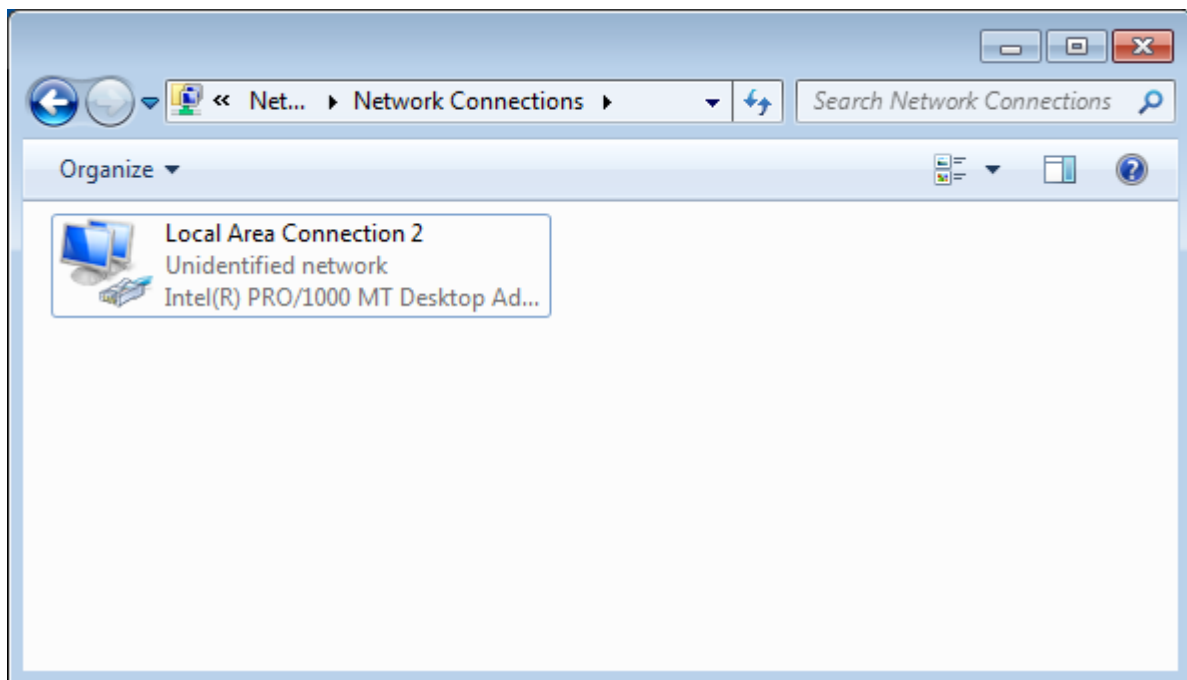 « Net... Network Connections
Search Network Connections
Organize
Local Area Connection 2
Unidentified network
Intel(R) PRO/1000 MT Desktop Ad...